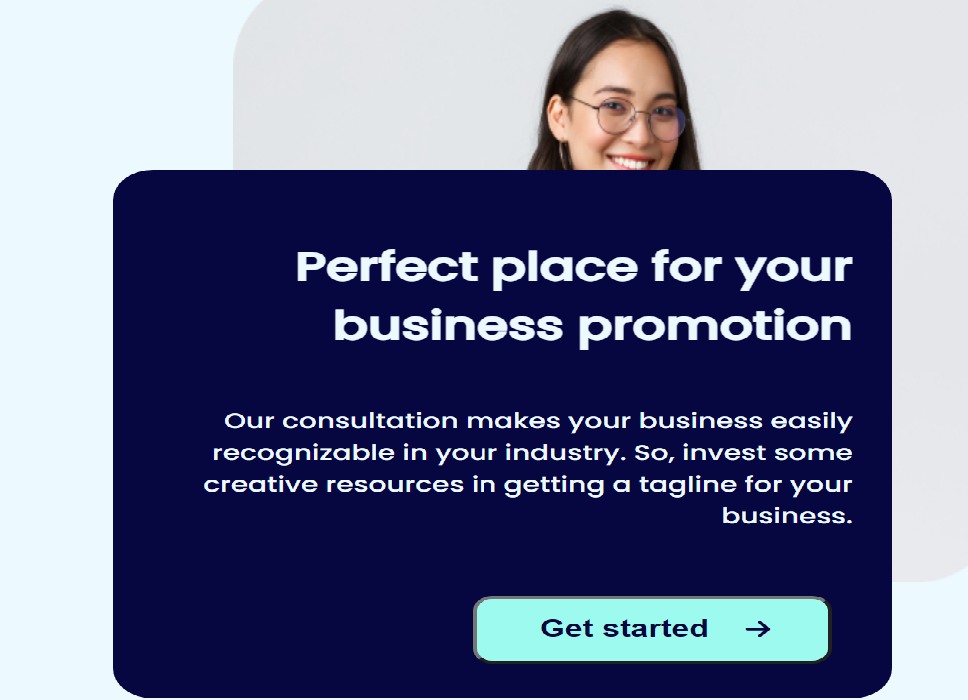 Perfect place for your
business promotion
Our consultation makes your business easily
recognizable in your industry. So, invest some
creative resources in getting a tagline for your
business.
Get started →